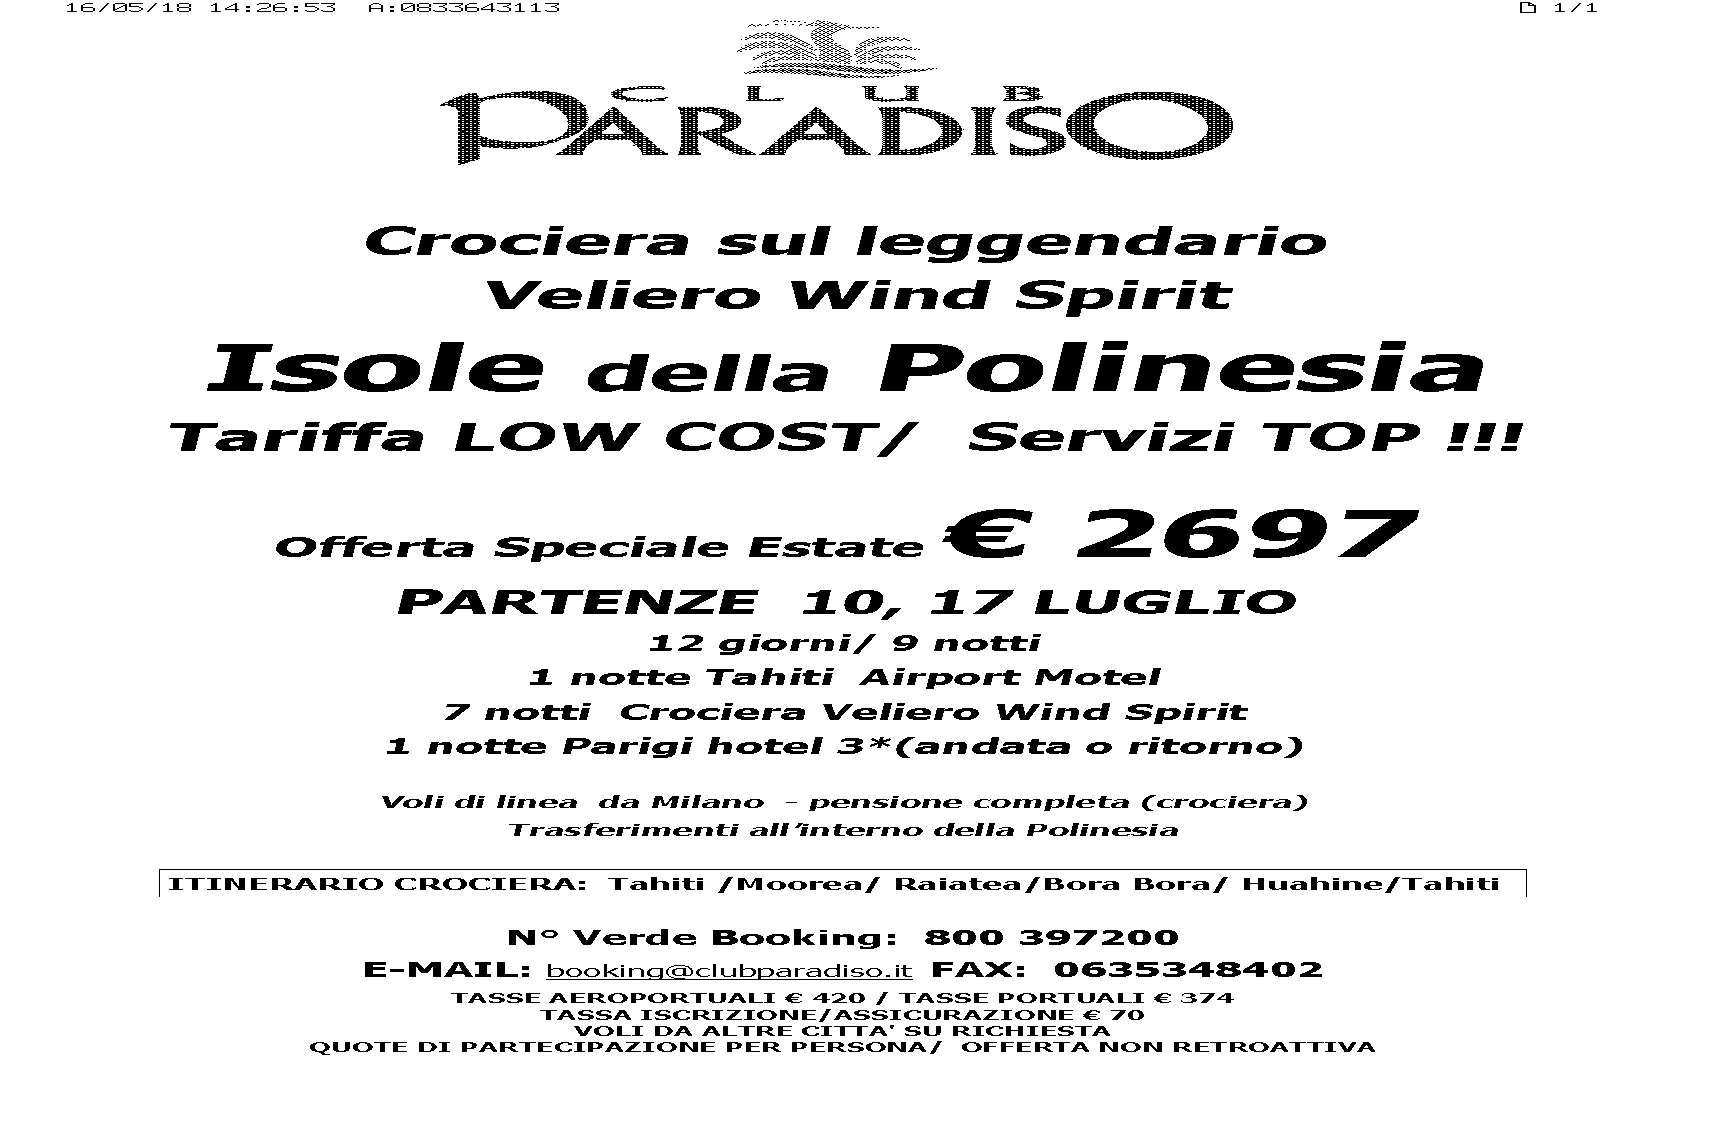 16/05/18 14:26:53 A:0833643113 1/1
CLUB
PARADISO
Crociera sul leggendario
Veliero Wind Spirit
Isole della Polinesia
Tariffa LOW COST/ Servizi TOP !!!
Offerta Speciale Estate € 2697
PARTENZE 10, 17 LUGLIO
12 giorni/ 9 notti
1 notte Tahiti Airport Motel
7 notti Crociera Veliero Wind Spirit
1 notte Parigi hotel 3*(andata o ritorno)
Voli di linea da Milano - pensione completa (crociera)
Trasferimenti all’interno della Polinesia
ITINERARIO CROCIERA: Tahiti /Moorea/ Raiatea/Bora Bora/ Huahine/Tahiti
N° Verde Booking: 800 397200
E-MAIL: booking@clubparadiso.it FAX: 0635348402
TASSE AEROPORTUALI € 420 / TASSE PORTUALI € 374
TASSA ISCRIZIONE/ASSICURAZIONE € 70
VOLI DA ALTRE CITTA' SU RICHIESTA
QUOTE DI PARTECIPAZIONE PER PERSONA/ OFFERTA NON RETROATTIVA